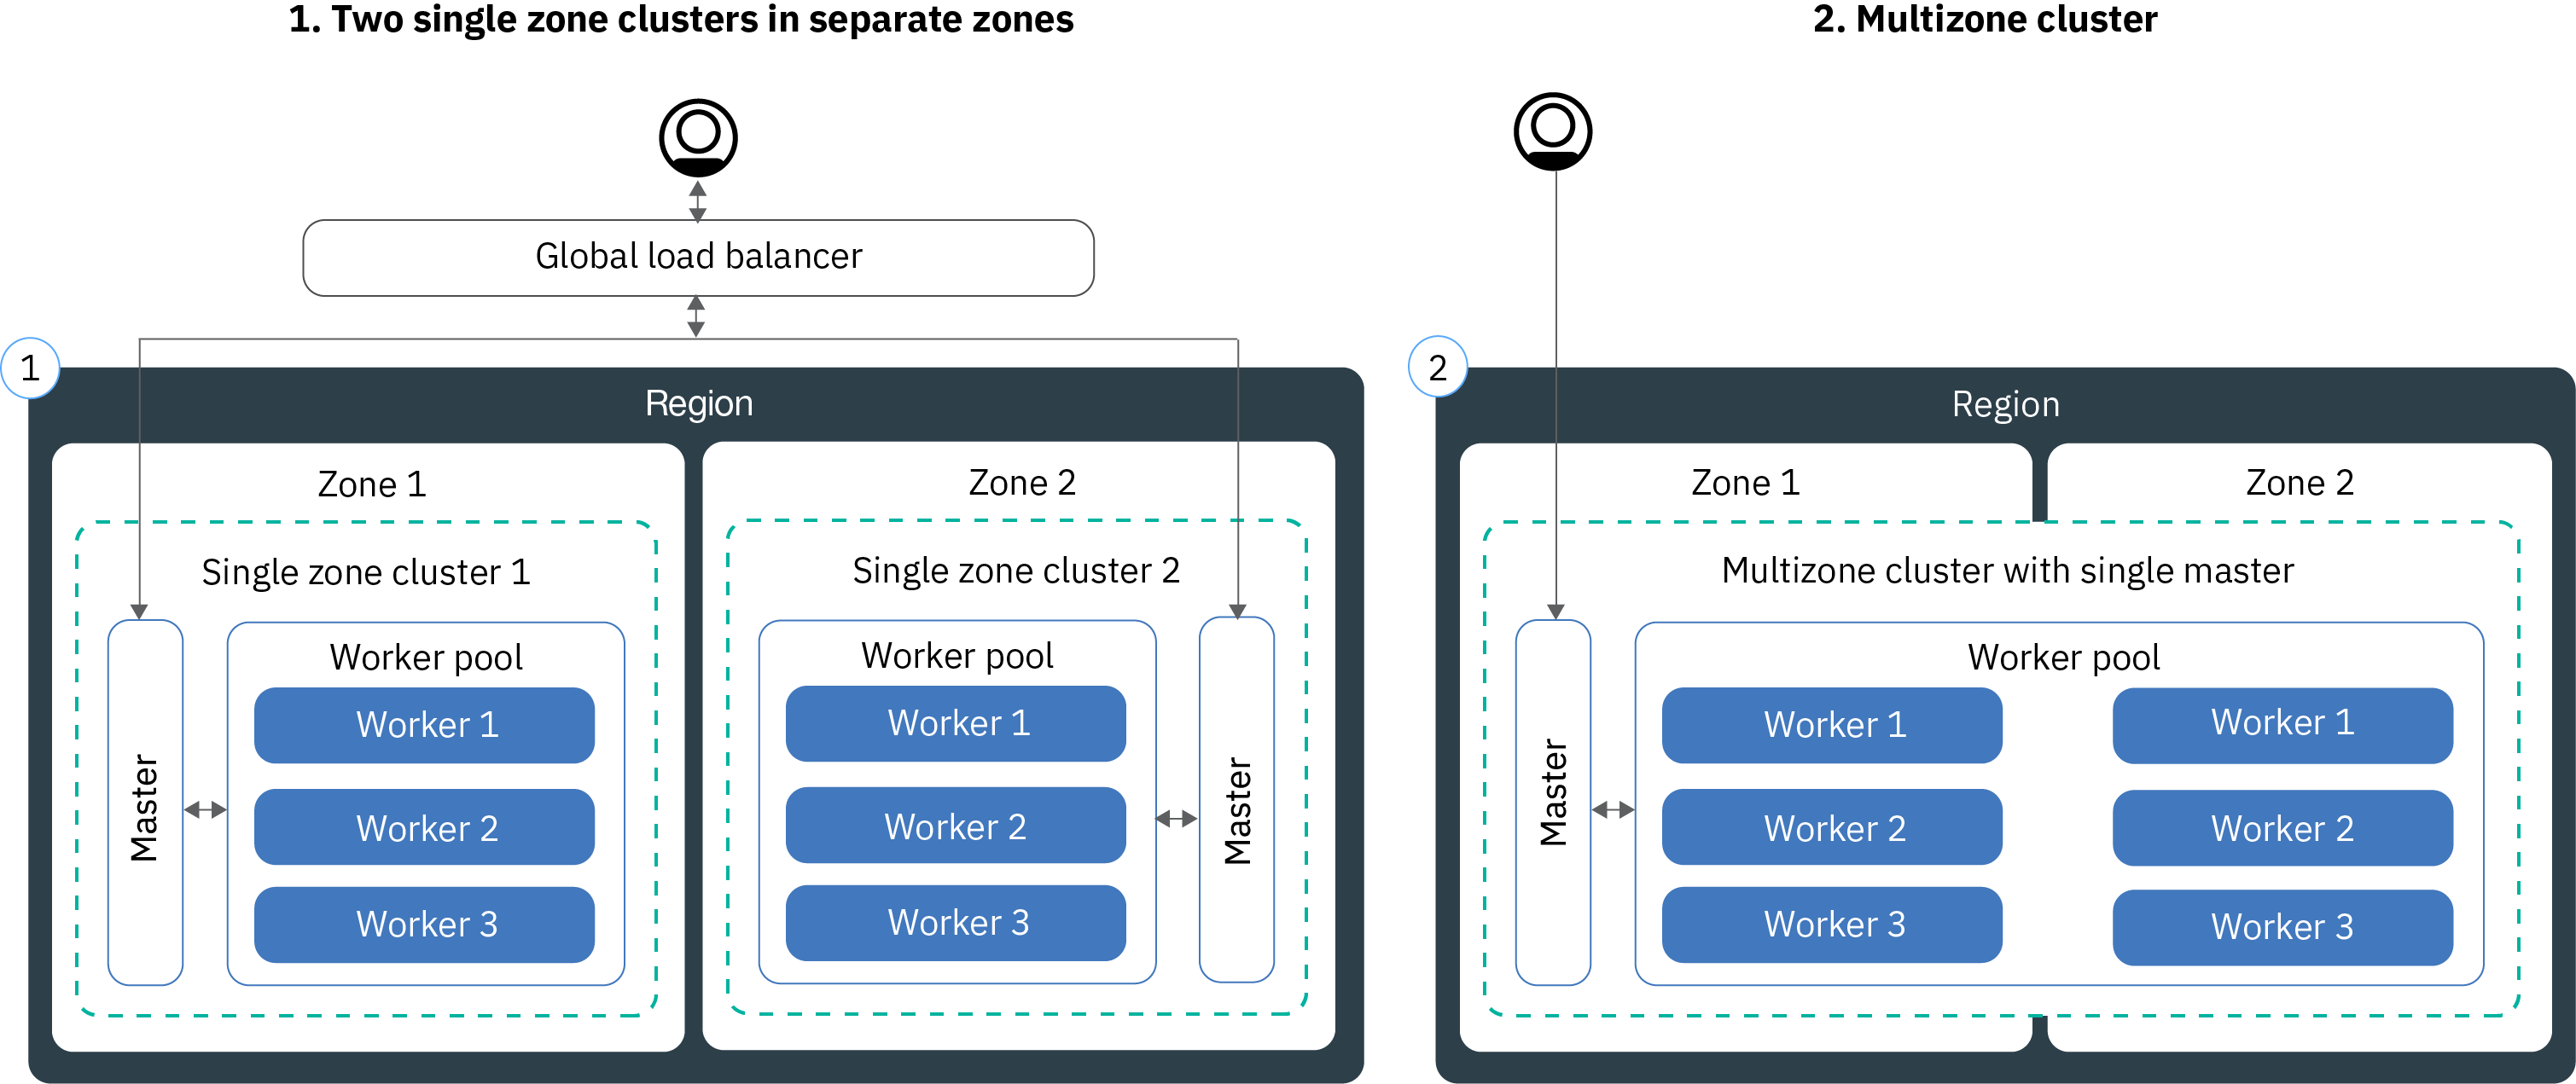 1. Two single zone clusters in separate zones
Global load balancer
1
Region
Zone 1
Single zone cluster 1
Master
Worker pool
Worker 1
Worker 2
Worker 3
Zone 2
Single zone cluster 2
Worker pool
Worker 1
Worker 2
Worker 3
Master
2. Multizone cluster
2
Region
Zone 1
Zone 2
Multizone cluster with single master
Master
Worker pool
Worker 1
Worker 2
Worker 3
Worker 1
Worker 2
Worker 3